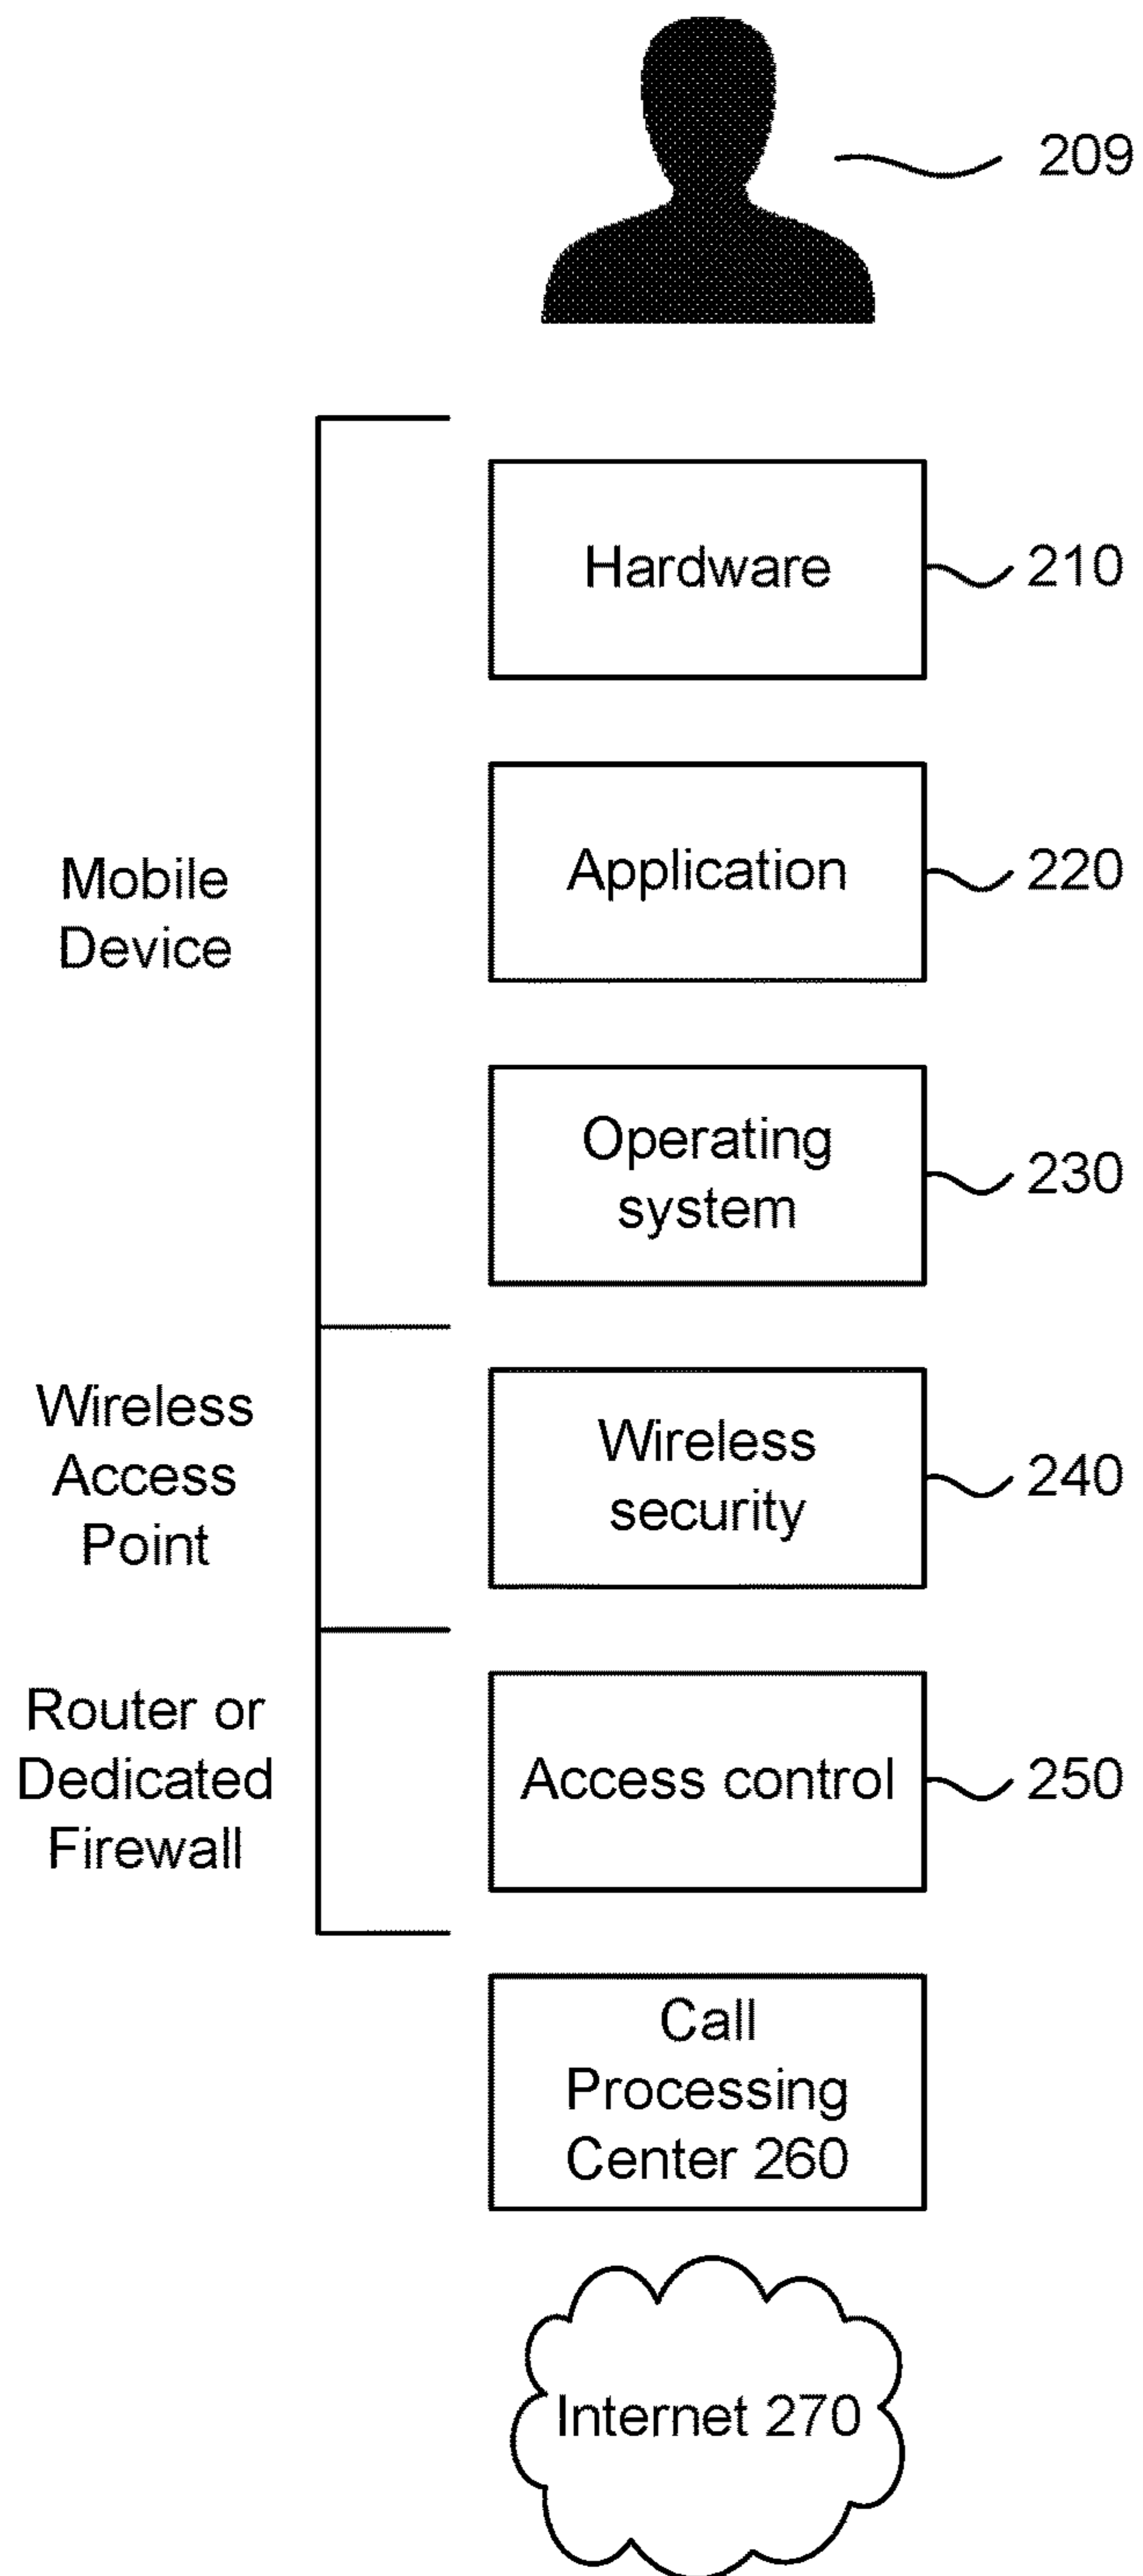 209
Hardware
210
Mobile
Device
Application
220
Operating
system
230
Wireless
Access
Point
Wireless
security
240
Router or
Dedicated
Firewall
Access control
250
Call
Processing
Center 260
Internet 270